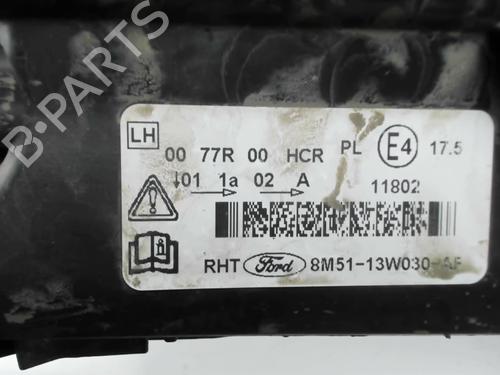 B-PARTS
LH
00 77R 00 HCR PL E4 17.5
↓01 1a 02 A 11802
RHT Ford 8M51-13W030-AF